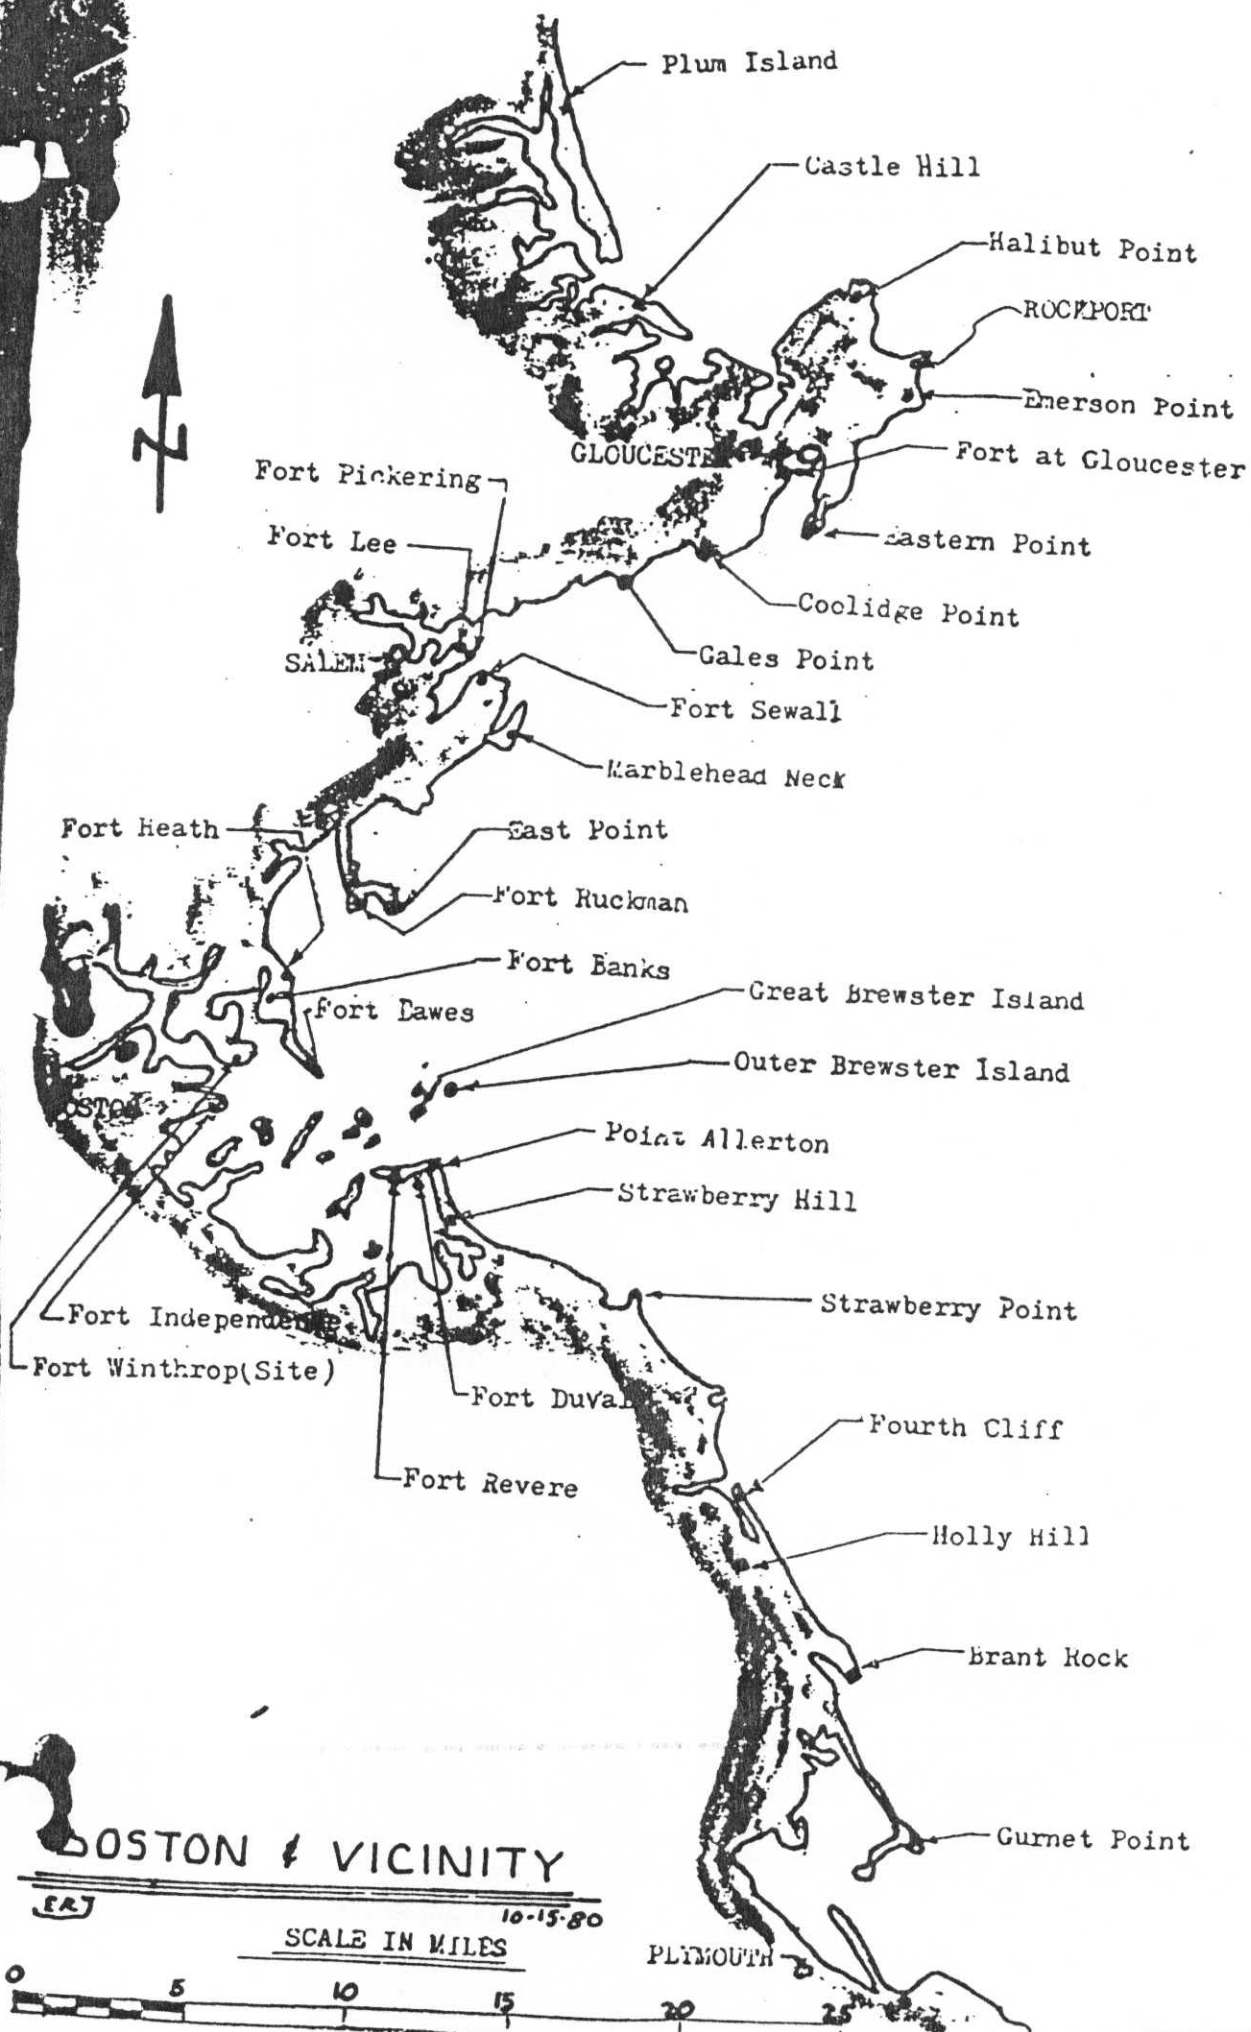 Plum Island
Castle Hill
Halibut Point
ROCKPORT
Emerson Point
GLOUCESTER
Fort at Gloucester
Fort Pickering
Fort Lee
Eastern Point
Coolidge Point
SALEM
Gales Point
Fort Sewall
Marblehead Neck
Fort Heath
East Point
Fort Ruckman
Fort Banks
Great Brewster Island
Fort Dawes
Outer Brewster Island
BOSTON
Point Allerton
Strawberry Hill
Fort Independence
Strawberry Point
Fort Winthrop(Site)
Fort Duvall
Fourth Cliff
Fort Revere
Holly Hill
Brant Rock
Gurnet Point
BOSTON & VICINITY
ERJ
10-15-80
SCALE IN MILES
PLYMOUTH
0 5 10 15 20 25
N